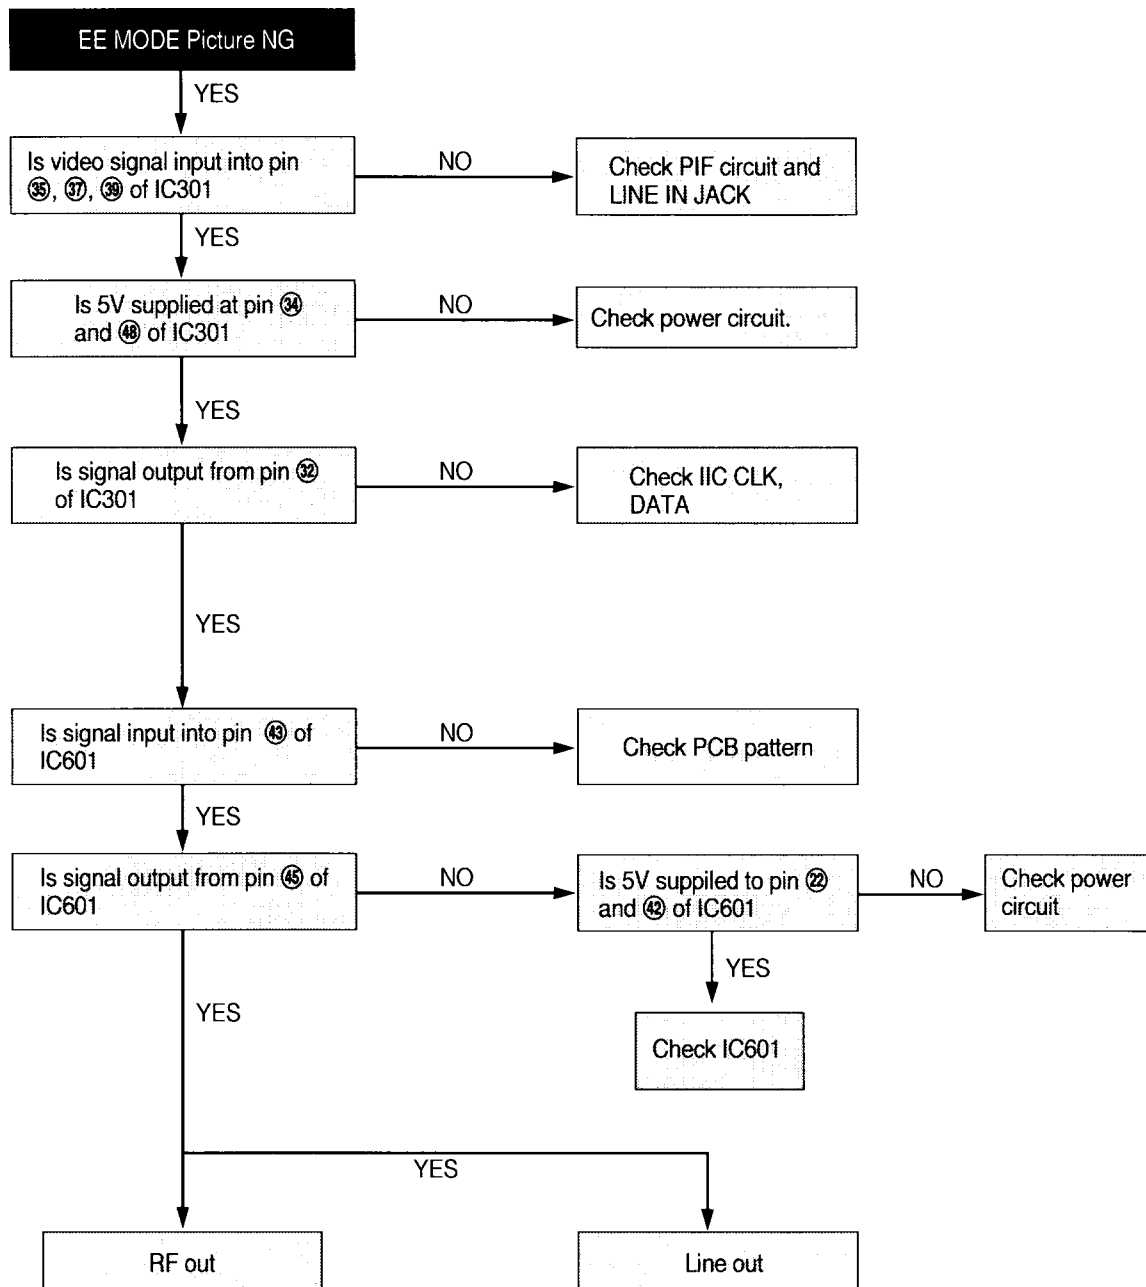 EE MODE Picture NG
YES
Is video signal input into pin
㉟, ㊲, ㊴ of IC301
NO
Check PIF circuit and
LINE IN JACK
YES
Is 5V supplied at pin ㉞
and ㊽ of IC301
NO
Check power circuit.
YES
Is signal output from pin ㉜
of IC301
NO
Check IIC CLK,
DATA
YES
Is signal input into pin ㊸ of
IC601
NO
Check PCB pattern
YES
Is signal output from pin ㊺ of
IC601
NO
Is 5V suppiled to pin ㉒
and ㊷ of IC601
NO
Check power
circuit
YES
Check IC601
YES
YES
RF out
Line out